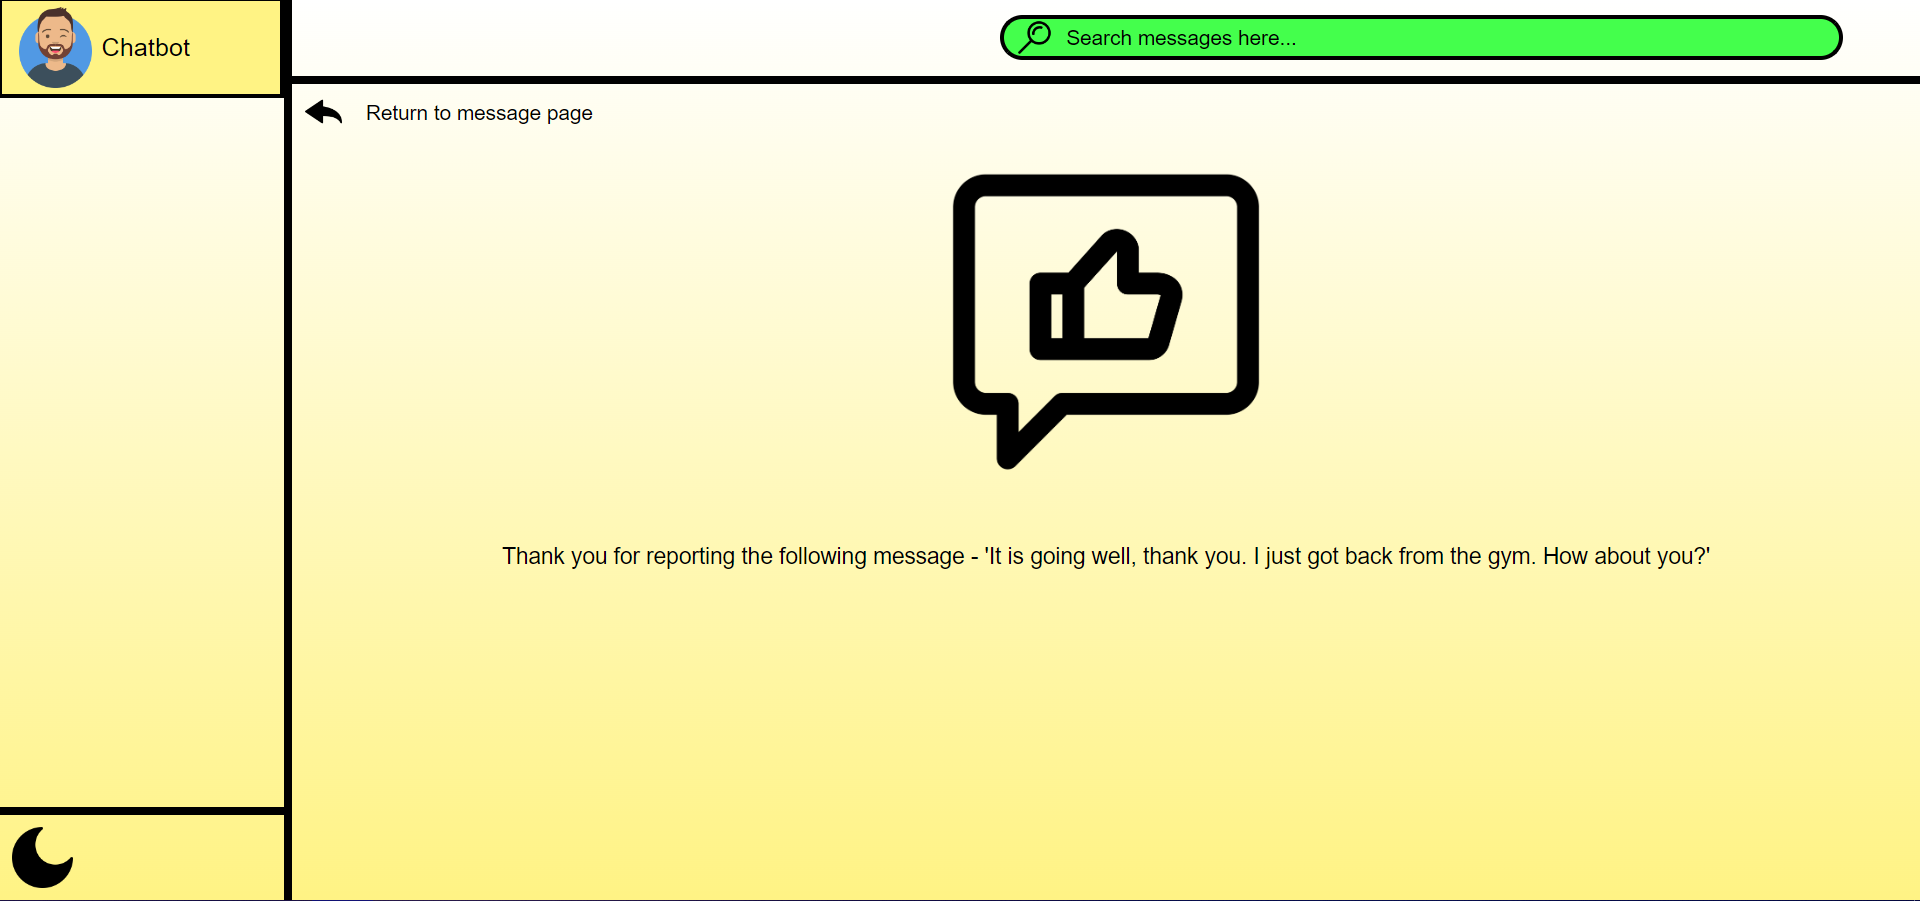 Chatbot
Search messages here...
Return to message page
Thank you for reporting the following message - 'It is going well, thank you. I just got back from the gym. How about you?'